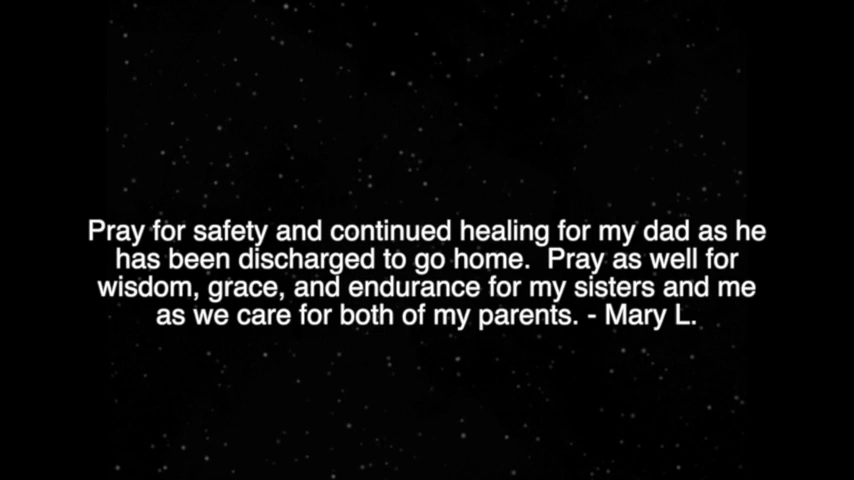 Pray for safety and continued healing for my dad as he
has been discharged to go home.  Pray as well for
wisdom, grace, and endurance for my sisters and me
as we care for both of my parents. - Mary L.